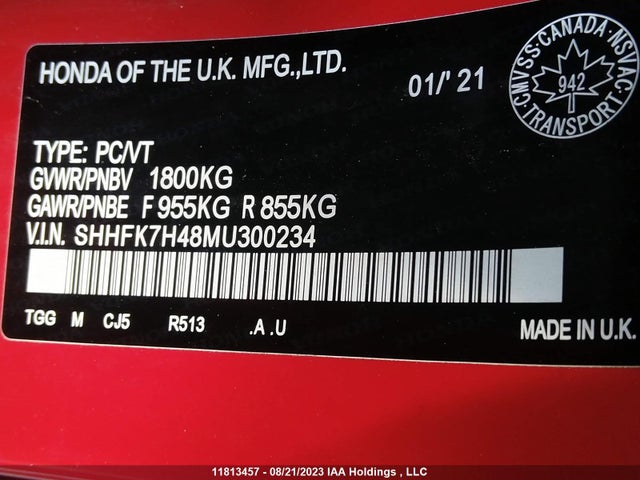 HONDA OF THE U.K. MFG.,LTD.
01/' 21
CMVSS·CANADA·NSVAC
942
·TRANSPORT·
TYPE: PC/VT
GVWR/PNBV 1800KG
GAWR/PNBE F 955KG R 855KG
V.I.N. SHHFK7H48MU300234
TGG M CJ5 R513 .A .U
MADE IN U.K.
11813457 - 08/21/2023 IAA Holdings , LLC